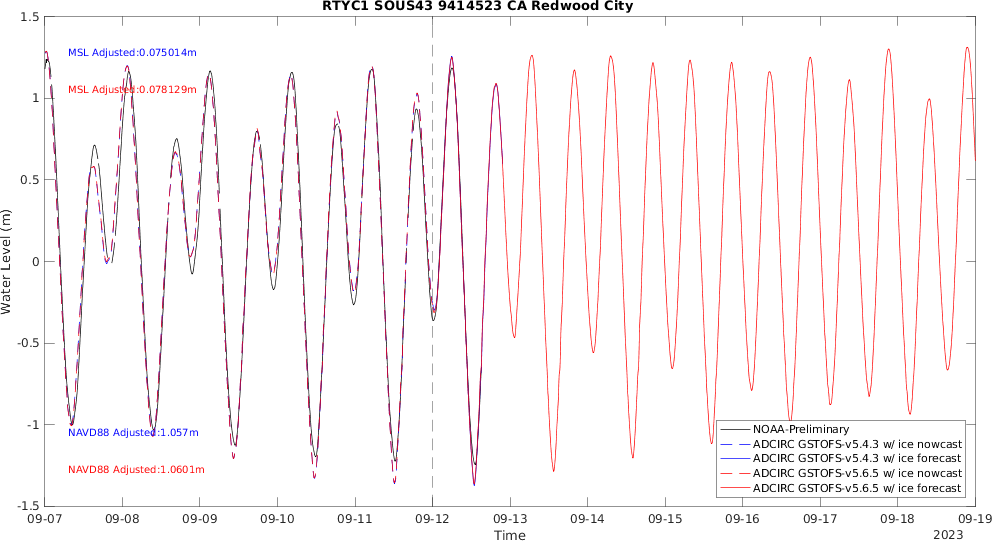 RTYC1 SOUS43 9414523 CA Redwood City
1.5
1
0.5
0
-0.5
-1
-1.5
Water Level (m)
MSL Adjusted:0.075014m
MSL Adjusted:0.078129m
NAVD88 Adjusted:1.057m
NAVD88 Adjusted:1.0601m
NOAA-Preliminary
ADCIRC GSTOFS-v5.4.3 w/ ice nowcast
ADCIRC GSTOFS-v5.4.3 w/ ice forecast
ADCIRC GSTOFS-v5.6.5 w/ ice nowcast
ADCIRC GSTOFS-v5.6.5 w/ ice forecast
09-07 09-08 09-09 09-10 09-11 09-12 09-13 09-14 09-15 09-16 09-17 09-18 09-19
Time
2023